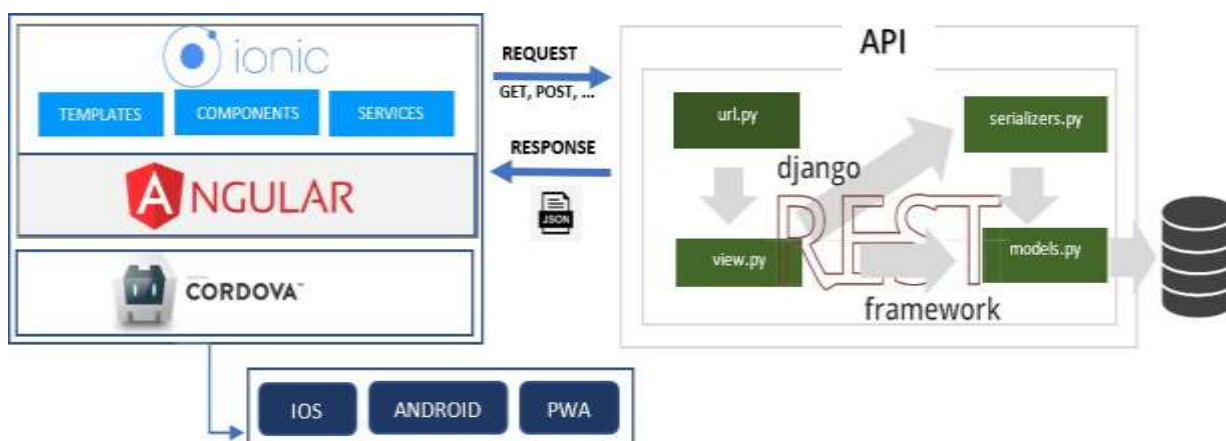 ionic
TEMPLATES
COMPONENTS
SERVICES
ANGULAR
CORDOVA™
REQUEST
GET, POST, ...
RESPONSE
JSON
API
url.py
serializers.py
django
REST
view.py
models.py
framework
IOS
ANDROID
PWA